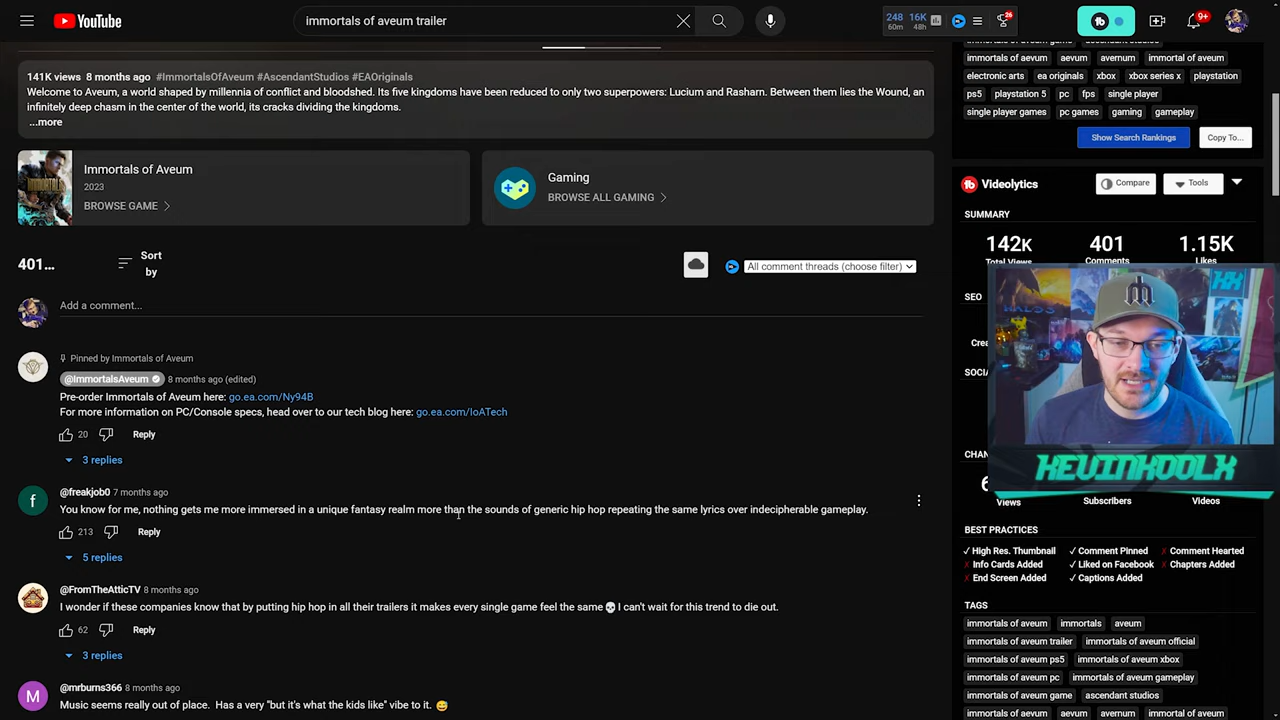 YouTube
immortals of aveum trailer
248 16K
60m 48h
26
9+
141K views 8 months ago #ImmortalsOfAveum #AscendantStudios #EAOriginals
Welcome to Aveum, a world shaped by millennia of conflict and bloodshed. Its five kingdoms have been reduced to only two superpowers: Lucium and Rasharn. Between them lies the Wound, an
infinitely deep chasm in the center of the world, its cracks dividing the kingdoms.
...more
Immortals of Aveum
2023
BROWSE GAME
Gaming
BROWSE ALL GAMING
401...
Sort
by
All comment threads (choose filter)
Add a comment...
Pinned by Immortals of Aveum
@ImmortalsAveum 8 months ago (edited)
Pre-order Immortals of Aveum here: go.ea.com/Ny94B
For more information on PC/Console specs, head over to our tech blog here: go.ea.com/IoATech
20 Reply
3 replies
f
@freakjob0 7 months ago
You know for me, nothing gets me more immersed in a unique fantasy realm more than the sounds of generic hip hop repeating the same lyrics over indecipherable gameplay.
213 Reply
5 replies
@FromTheAtticTV 8 months ago
I wonder if these companies know that by putting hip hop in all their trailers it makes every single game feel the same 💀 I can't wait for this trend to die out.
62 Reply
3 replies
M
@mrburns366 8 months ago
Music seems really out of place. Has a very "but it's what the kids like" vibe to it. 😅
immortals of aveum aevum avernum immortal of aveum
electronic arts ea originals xbox xbox series x playstation
ps5 playstation 5 pc fps single player
single player games pc games gaming gameplay
Show Search Rankings Copy To...
Videolytics Compare Tools
SUMMARY
142K 401 1.15K
Total Views Comments Likes
SEO
HALO
KEVINKOOLX
Views Subscribers Videos
BEST PRACTICES
✓ High Res. Thumbnail ✓ Comment Pinned ✗ Comment Hearted
✗ Info Cards Added ✓ Liked on Facebook ✗ Chapters Added
✗ End Screen Added ✓ Captions Added
TAGS
immortals of aveum immortals aveum
immortals of aveum trailer immortals of aveum official
immortals of aveum ps5 immortals of aveum xbox
immortals of aveum pc immortals of aveum gameplay
immortals of aveum game ascendant studios
immortals of aveum aevum avernum immortal of aveum